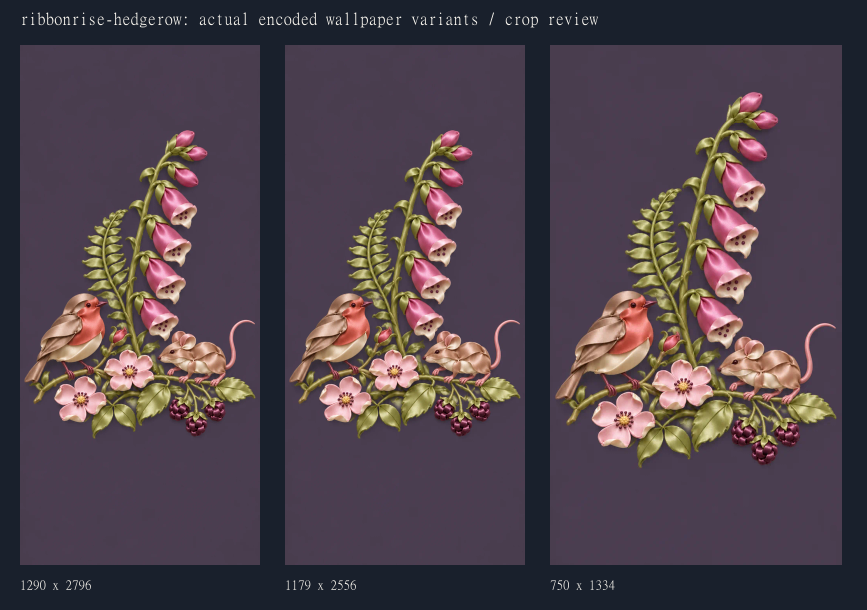 ribbonrise-hedgerow: actual encoded wallpaper variants / crop review
1290 x 2796
1179 x 2556
750 x 1334